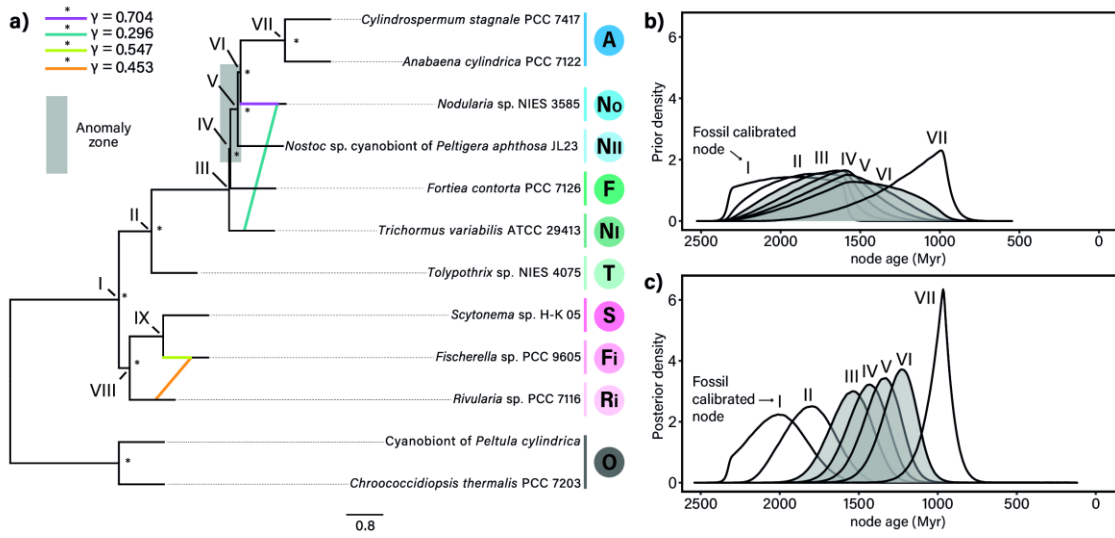 a)
* γ = 0.704
* γ = 0.296
* γ = 0.547
* γ = 0.453
Anomaly
zone
I
II
III
IV
V
VI
VII
VIII
IX
* * * * * * * *
Cylindrospermum stagnale PCC 7417
Anabaena cylindrica PCC 7122
A
Nodularia sp. NIES 3585
No
Nostoc sp. cyanobiont of Peltigera aphthosa JL23
NII
Fortiea contorta PCC 7126
F
Trichormus variabilis ATCC 29413
NI
Tolypothrix sp. NIES 4075
T
Scytonema sp. H-K 05
S
Fischerella sp. PCC 9605
Fi
Rivularia sp. PCC 7116
Ri
Cyanobiont of Peltula cylindrica
O
Chroococcidiopsis thermalis PCC 7203
0.8
b)
Prior density
6
4
2
0
Fossil calibrated
node
I II III IV V VI VII
2500 2000 1500 1000 500 0
node age (Myr)
c)
Posterior density
6
4
2
0
Fossil
calibrated
node
I II III IV V VI VII
2500 2000 1500 1000 500 0
node age (Myr)